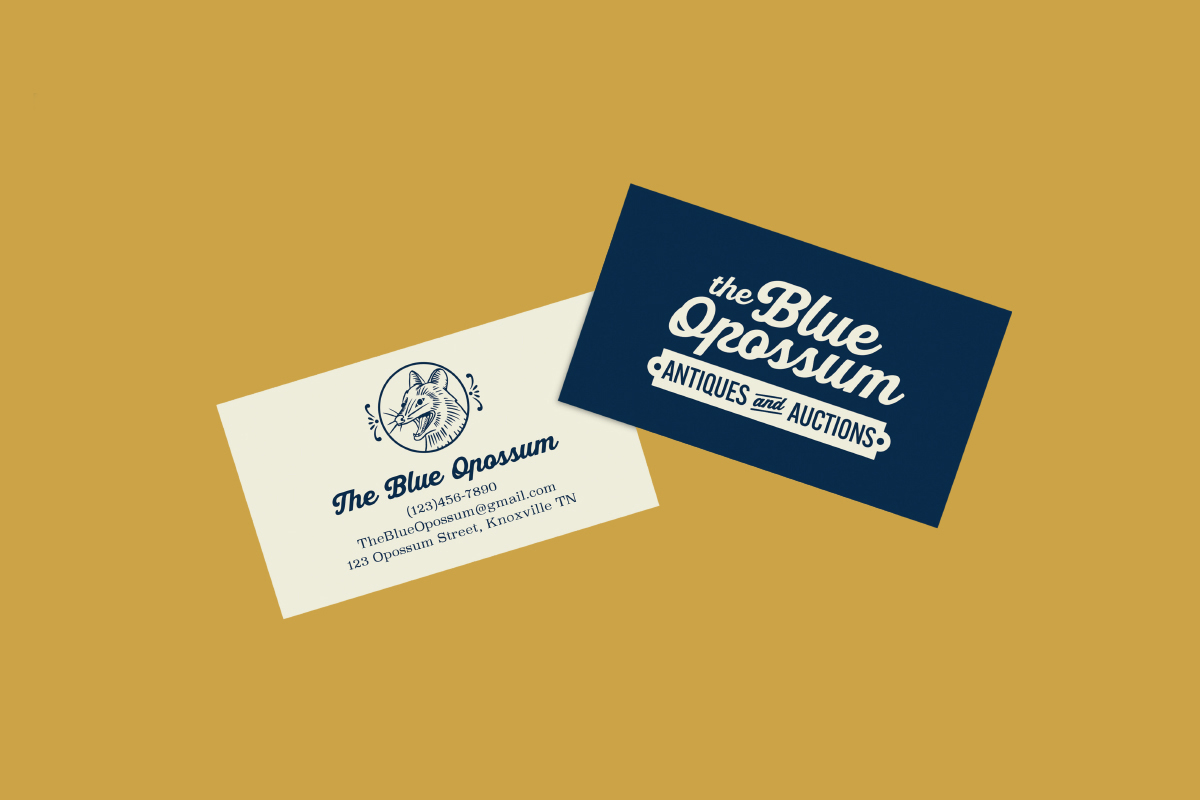 The Blue Opossum
(123)456-7890
TheBlueOpossum@gmail.com
123 Opossum Street, Knoxville TN
the Blue
Opossum
ANTIQUES and AUCTIONS